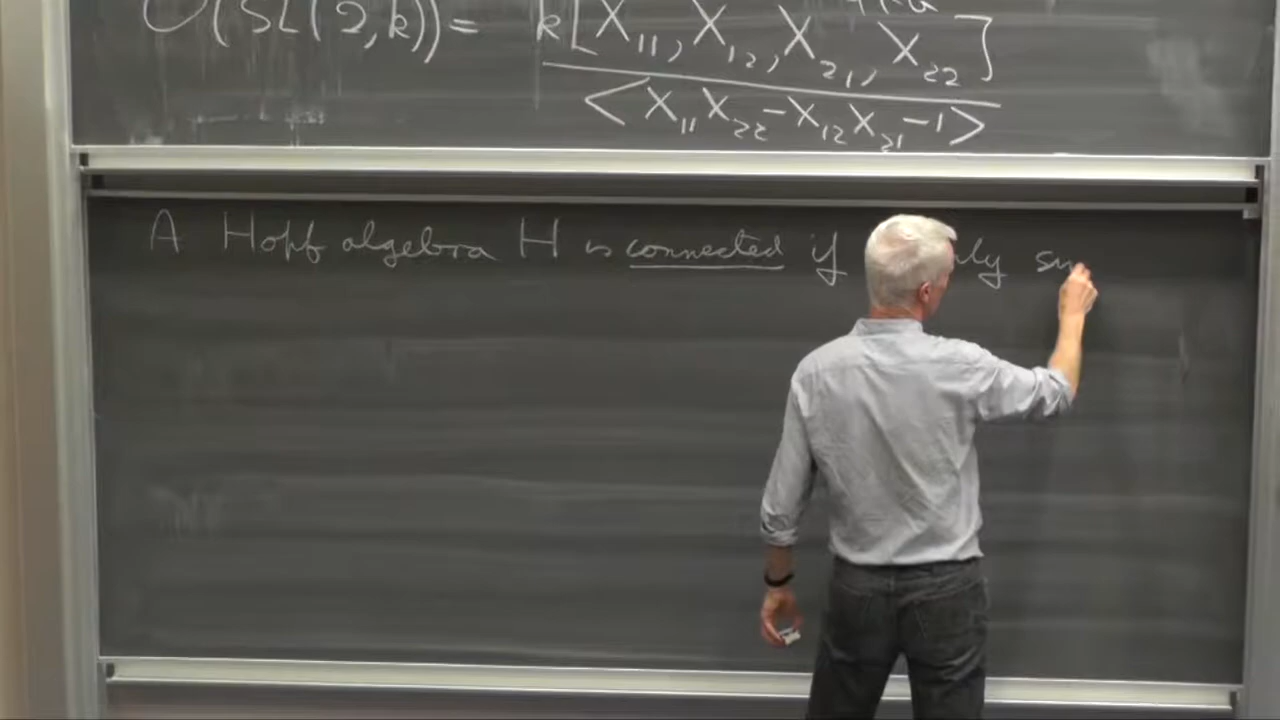 O(SL(2,k)) = k[X₁₁, X₁₂, X₂₁, X₂₂]
<X₁₁X₂₂-X₁₂X₂₁-1>
A Hopf algebra H is connected if